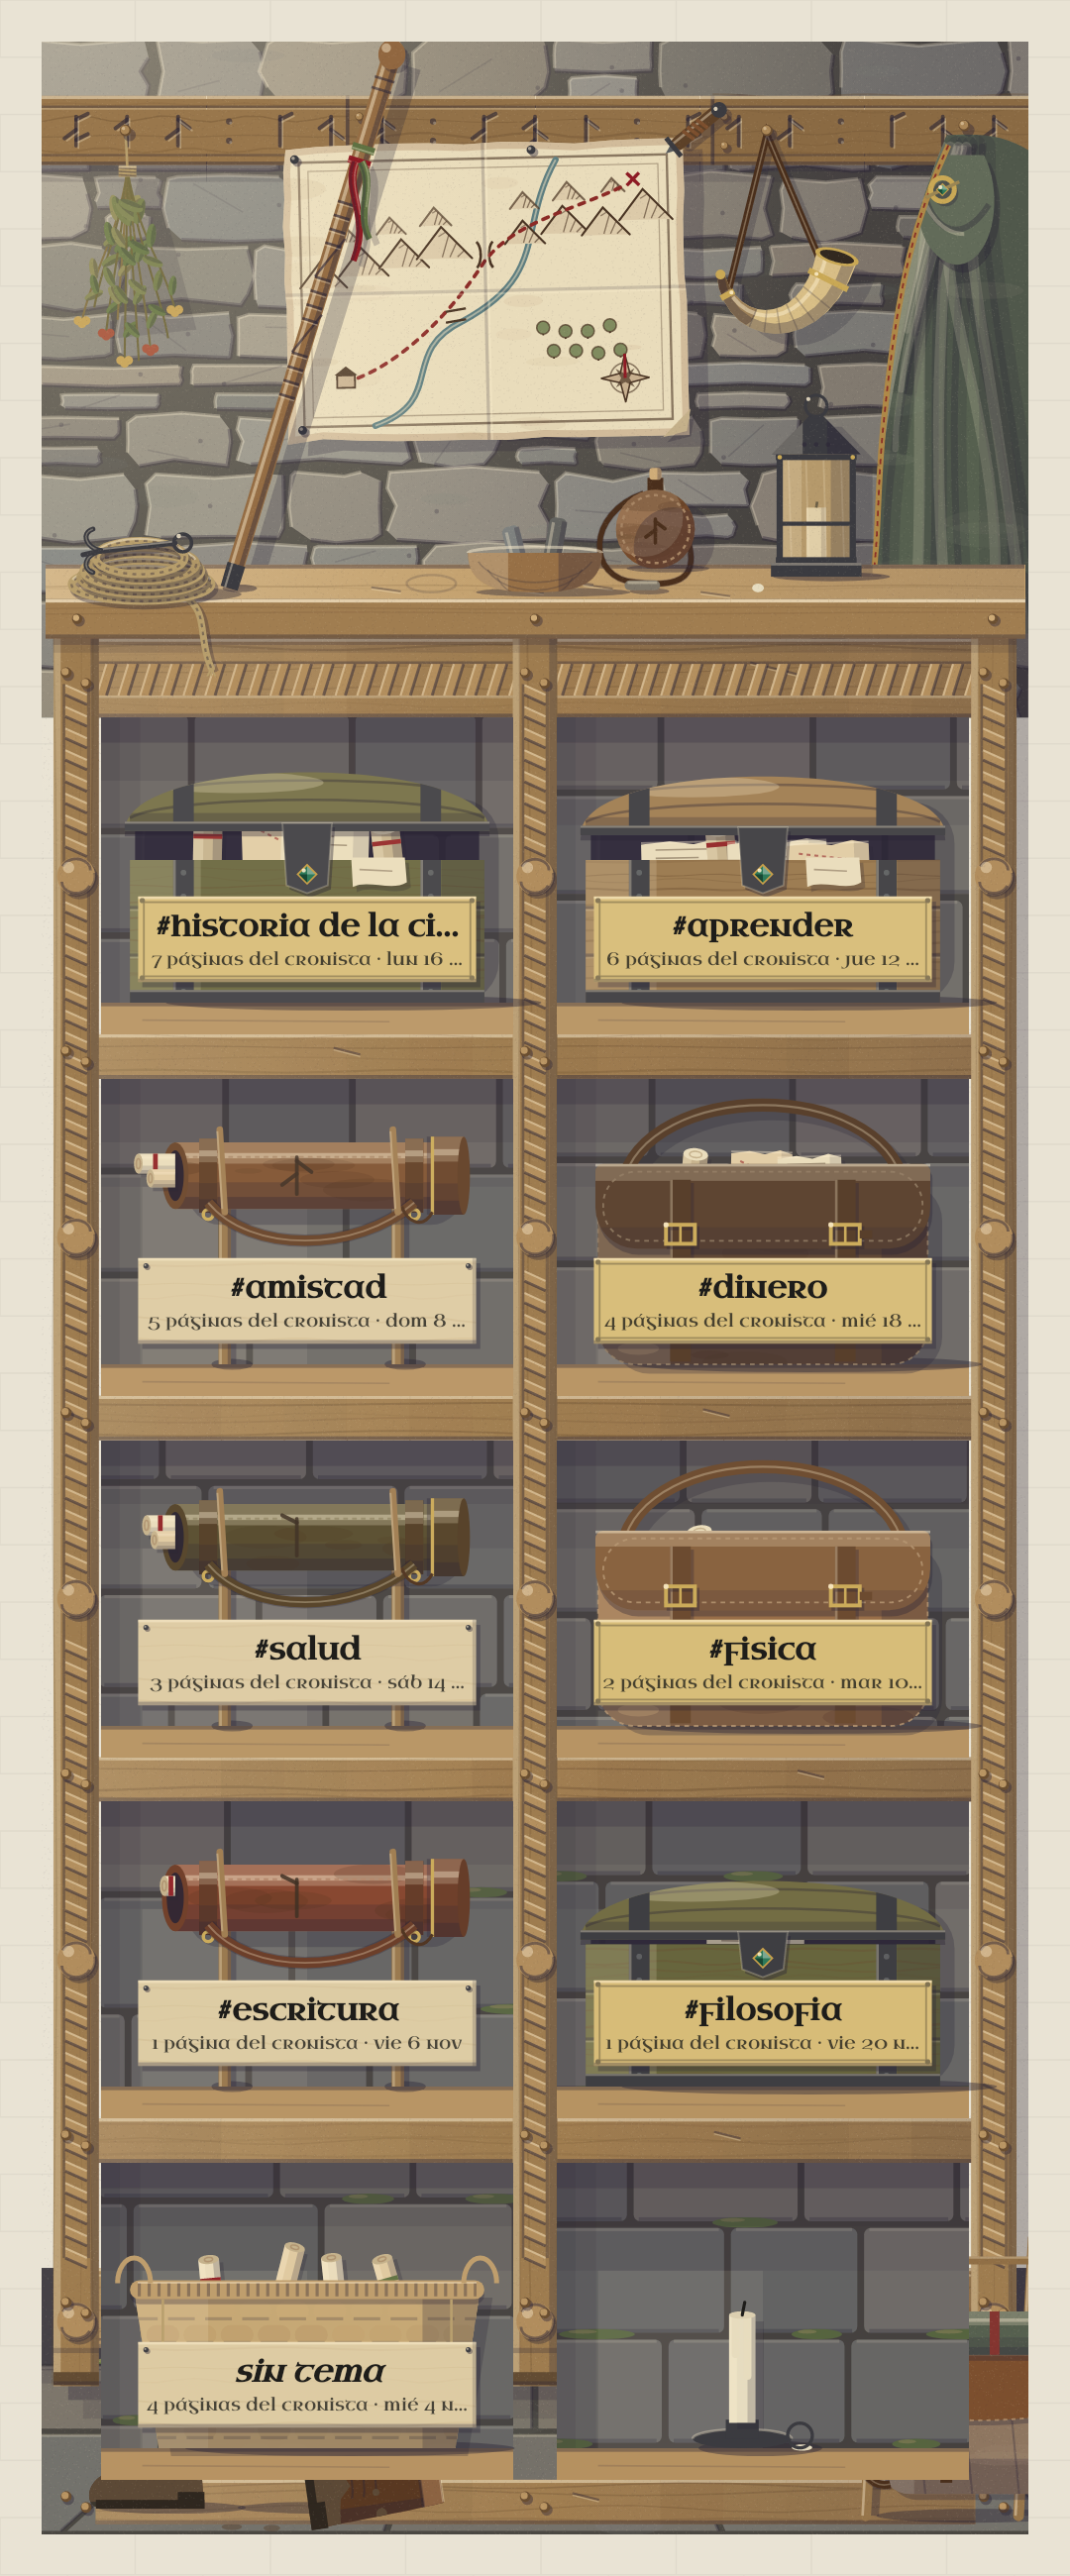 #historia de la ci...
7 páginas del cronista · lun 16 ...
#aprender
6 páginas del cronista · jue 12 ...
#amistad
5 páginas del cronista · dom 8 ...
#dinero
4 páginas del cronista · mié 18 ...
#salud
3 páginas del cronista · sáb 14 ...
#física
2 páginas del cronista · mar 10...
#escritura
1 página del cronista · vie 6 nov
#filosofía
1 página del cronista · vie 20 n...
sin tema
4 páginas del cronista · mié 4 n...